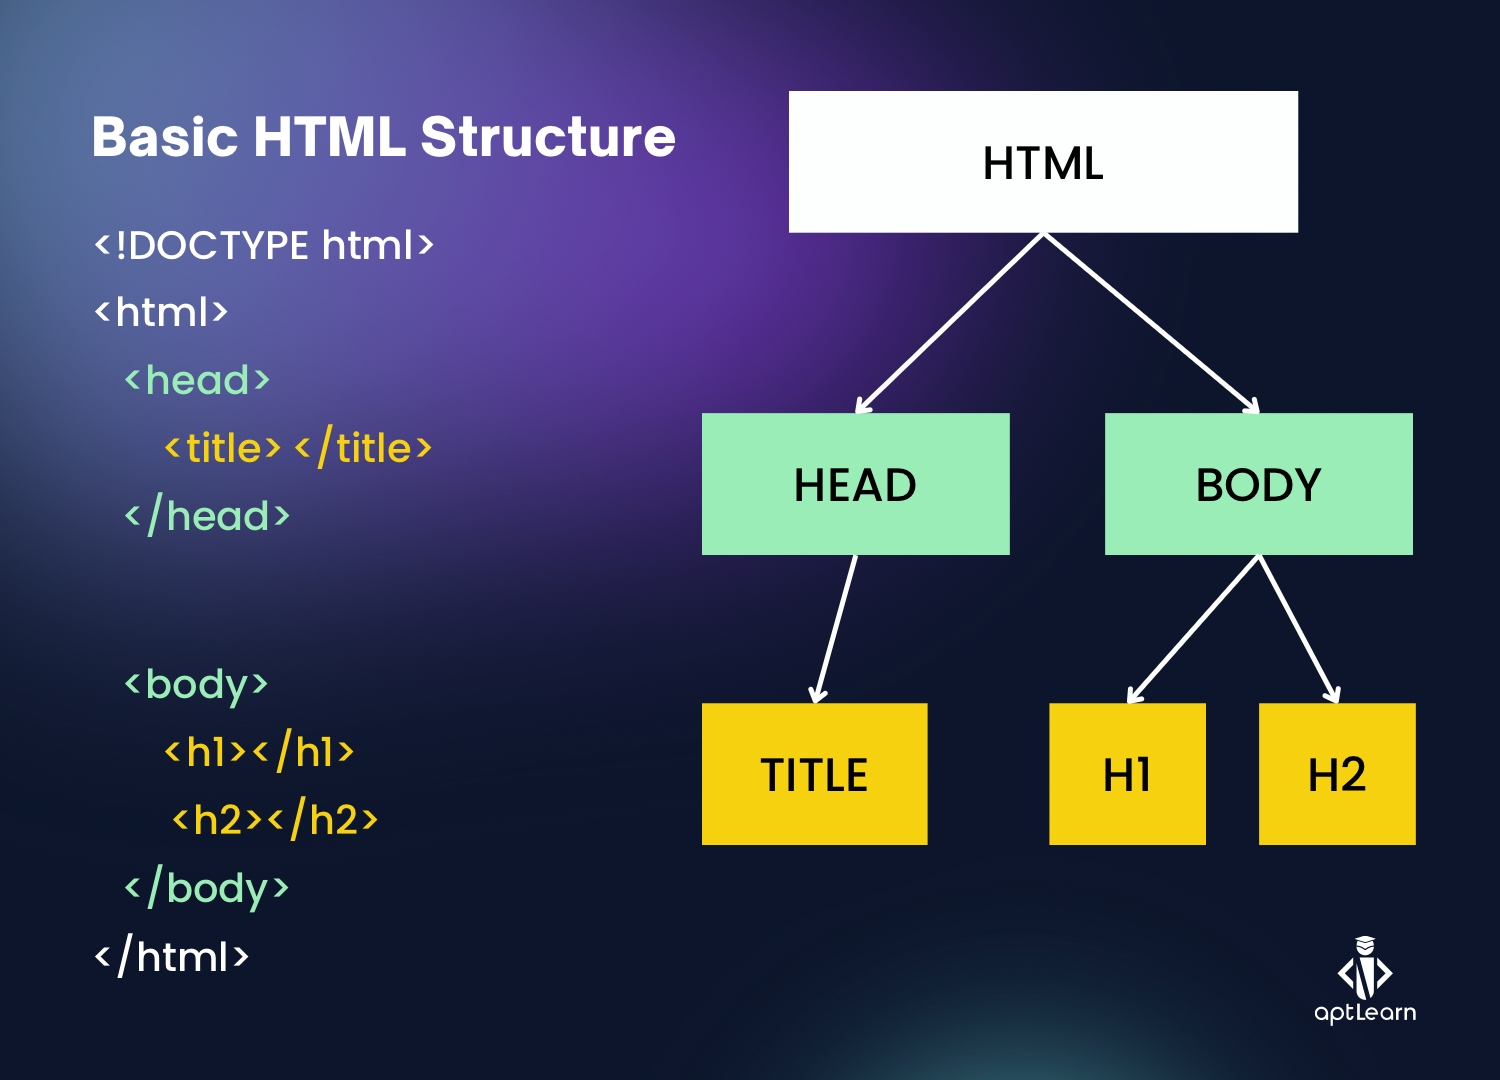 Basic HTML Structure
<!DOCTYPE html>
<html>
<head>
<title> </title>
</head>
<body>
<h1></h1>
<h2></h2>
</body>
</html>
HTML
HEAD
BODY
TITLE
H1
H2
aptLearn